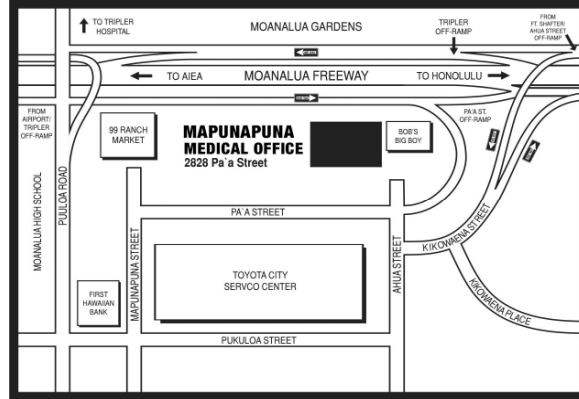 TO TRIPLER
HOSPITAL
MOANALUA GARDENS
TRIPLER
OFF-RAMP
FROM
FT. SHAFTER/
AHUA STREET
OFF-RAMP
TO AIEA
MOANALUA FREEWAY
TO HONOLULU
FROM
AIRPORT/
TRIPLER
OFF-RAMP
99 RANCH
MARKET
MAPUNAPUNA
MEDICAL OFFICE
2828 Pa`a Street
BOB'S
BIG BOY
PA'A ST.
OFF-RAMP
MOANALUA HIGH SCHOOL
PUULOA ROAD
MAPUNAPUNA STREET
PA`A STREET
AHUA STREET
KIKOWAENA STREET
KIKOWAENA PLACE
TOYOTA CITY
SERVCO CENTER
FIRST
HAWAIIAN
BANK
PUKULOA STREET